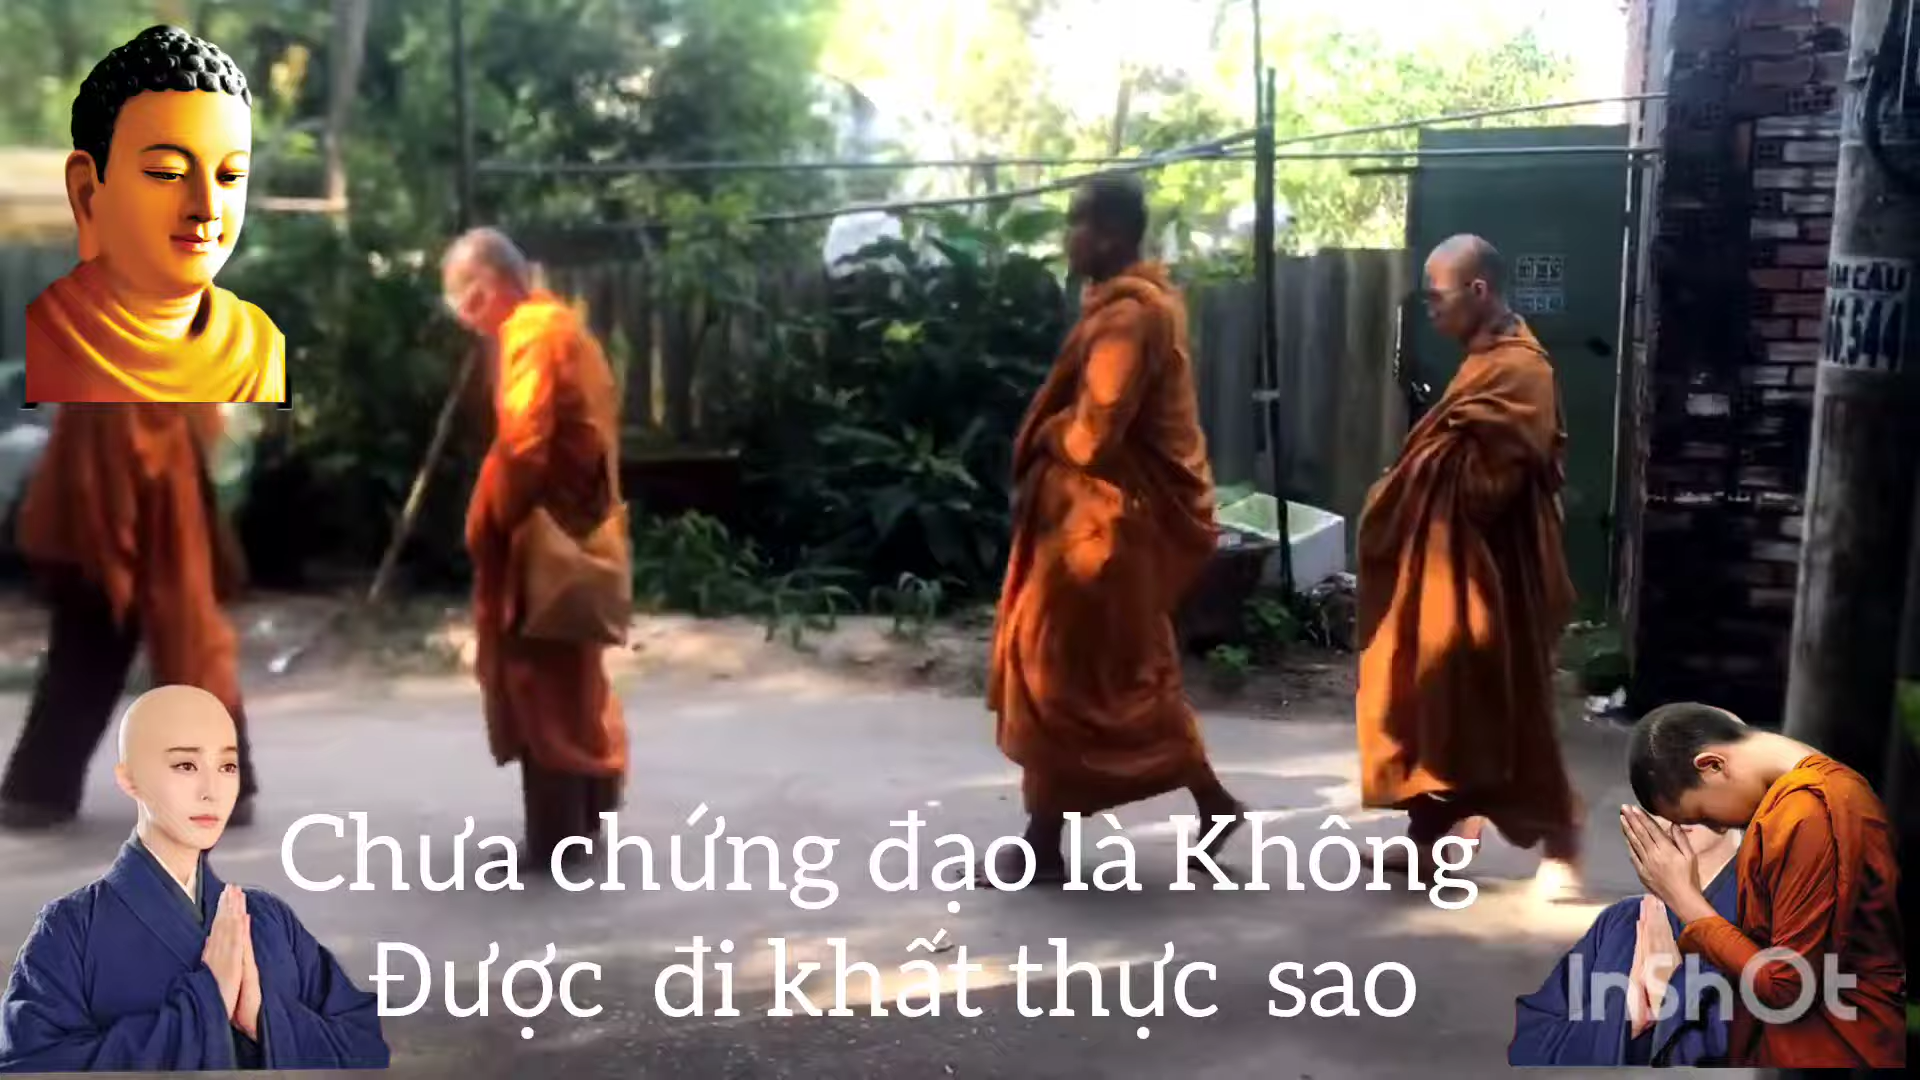 Chưa chứng đạo là Không
Được đi khất thực sao
InShOt